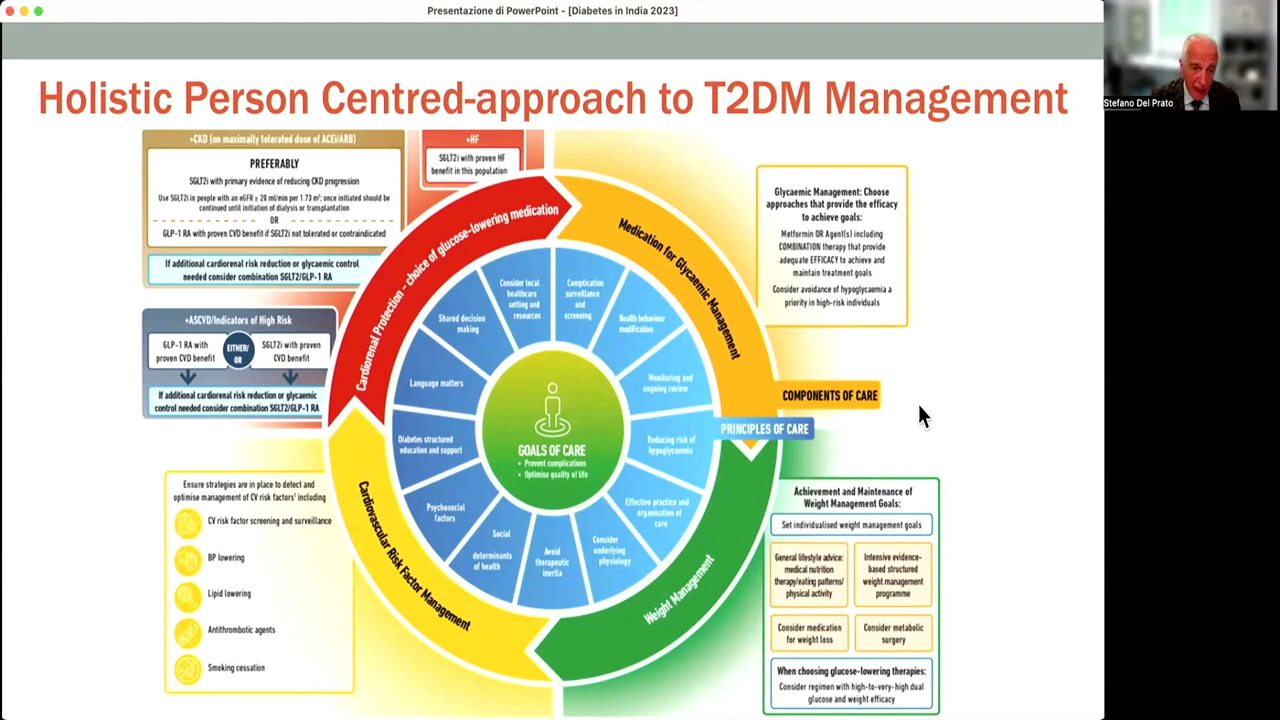 Presentazione di PowerPoint - [Diabetes in India 2023]
Stefano Del Prato
Holistic Person Centred-approach to T2DM Management
+CKD (on maximally tolerated dose of ACEi/ARB)
PREFERABLY
SGLT2i with primary evidence of reducing CKD progression
Use SGLT2i in people with an eGFR ≥ 20 ml/min per 1.73 m²; once initiated should be
continued until initiation of dialysis or transplantation
OR
GLP-1 RA with proven CVD benefit if SGLT2i not tolerated or contraindicated
If additional cardiorenal risk reduction or glycaemic control
needed consider combination SGLT2/GLP-1 RA
+HF
SGLT2i with proven HF
benefit in this population
+ASCVD/Indicators of High Risk
GLP-1 RA with
proven CVD benefit
EITHER/
OR
SGLT2i with proven
CVD benefit
If additional cardiorenal risk reduction or glycaemic
control needed consider combination SGLT2/GLP-1 RA
Cardiorenal Protection - choice of glucose-lowering medication
Medication for Glycaemic Management
Glycaemic Management: Choose
approaches that provide the efficacy
to achieve goals:
Metformin OR Agent(s) including
COMBINATION therapy that provide
adequate EFFICACY to achieve and
maintain treatment goals
Consider avoidance of hypoglycaemia a
priority in high-risk individuals
Consider local
healthcare
setting and
resources
Complication
surveillance
and
screening
Shared decision
making
Health behaviour
modification
Language matters
Monitoring and
ongoing review
Diabetes structured
education and support
Reducing risk of
hypoglycaemia
Psychosocial
factors
Effective practice and
organisation of
care
Social
determinants
of health
Avoid
therapeutic
inertia
Consider
underlying
physiology
GOALS OF CARE
• Prevent complications
• Optimise quality of life
COMPONENTS OF CARE
PRINCIPLES OF CARE
Cardiovascular Risk Factor Management
Weight Management
Ensure strategies are in place to detect and
optimise management of CV risk factors¹ including
CV risk factor screening and surveillance
BP lowering
Lipid lowering
Antithrombotic agents
Smoking cessation
Achievement and Maintenance of
Weight Management Goals:
Set individualised weight management goals
General lifestyle advice:
medical nutrition
therapy/eating patterns/
physical activity
Intensive evidence-
based structured
weight management
programme
Consider medication
for weight loss
Consider metabolic
surgery
When choosing glucose-lowering therapies:
Consider regimen with high-to-very-high dual
glucose and weight efficacy